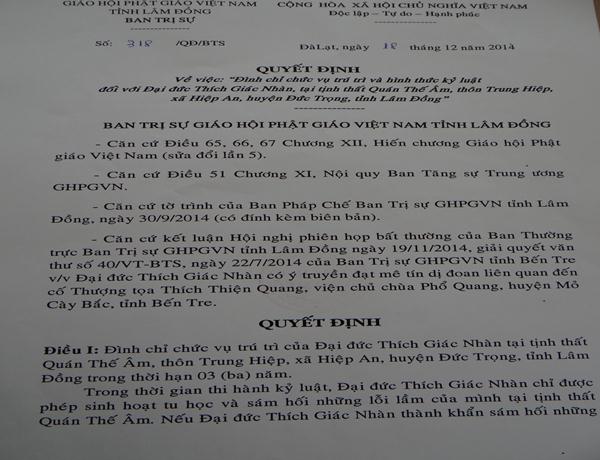 GIÁO HỘI PHẬT GIÁO VIỆT NAM
TỈNH LÂM ĐỒNG
BAN TRỊ SỰ
CỘNG HÒA XÃ HỘI CHỦ NGHĨA VIỆT NAM
Độc lập – Tự do – Hạnh phúc
Số: 318 /QĐ/BTS
ĐàLạt, ngày 18 tháng 12 năm 2014
QUYẾT ĐỊNH
Về việc: "Đình chỉ chức vụ trú trì và hình thức kỷ luật
đối với Đại đức Thích Giác Nhàn, tại tịnh thất Quán Thế Âm, thôn Trung Hiệp,
xã Hiệp An, huyện Đức Trọng, tỉnh Lâm Đồng"
BAN TRỊ SỰ GIÁO HỘI PHẬT GIÁO VIỆT NAM TỈNH LÂM ĐỒNG
- Căn cứ Điều 65, 66, 67 Chương XII, Hiến chương Giáo hội Phật
giáo Việt Nam (sửa đổi lần 5).
- Căn cứ Điều 51 Chương XI, Nội quy Ban Tăng sự Trung ương
GHPGVN.
- Căn cứ tờ trình của Ban Pháp Chế Ban Trị sự GHPGVN tỉnh Lâm
Đồng, ngày 30/9/2014 (có đính kèm biên bản).
- Căn cứ kết luận Hội nghị phiên họp bất thường của Ban Thường
trực Ban Trị sự GHPGVN tỉnh Lâm Đồng ngày 19/11/2014, giải quyết văn
thư số 40/VT-BTS, ngày 22/7/2014 của Ban Trị sự GHPGVN tỉnh Bến Tre
v/v Đại đức Thích Giác Nhàn có ý truyền đạt mê tín dị đoan liên quan đến
cố Thượng tọa Thích Thiện Quang, viện chủ chùa Phổ Quang, huyện Mỏ
Cày Bắc, tỉnh Bến Tre.
QUYẾT ĐỊNH
Điều I: Đình chỉ chức vụ trú trì của Đại đức Thích Giác Nhàn tại tịnh thất
Quán Thế Âm, thôn Trung Hiệp, xã Hiệp An, huyện Đức Trọng, tỉnh Lâm
Đồng trong thời hạn 03 (ba) năm.
Trong thời gian thi hành kỷ luật, Đại đức Thích Giác Nhàn chỉ được
phép sinh hoạt tu học và sám hối những lỗi lầm của mình tại tịnh thất
Quán Thế Âm. Nếu Đại đức Thích Giác Nhàn thành khẩn sám hối những